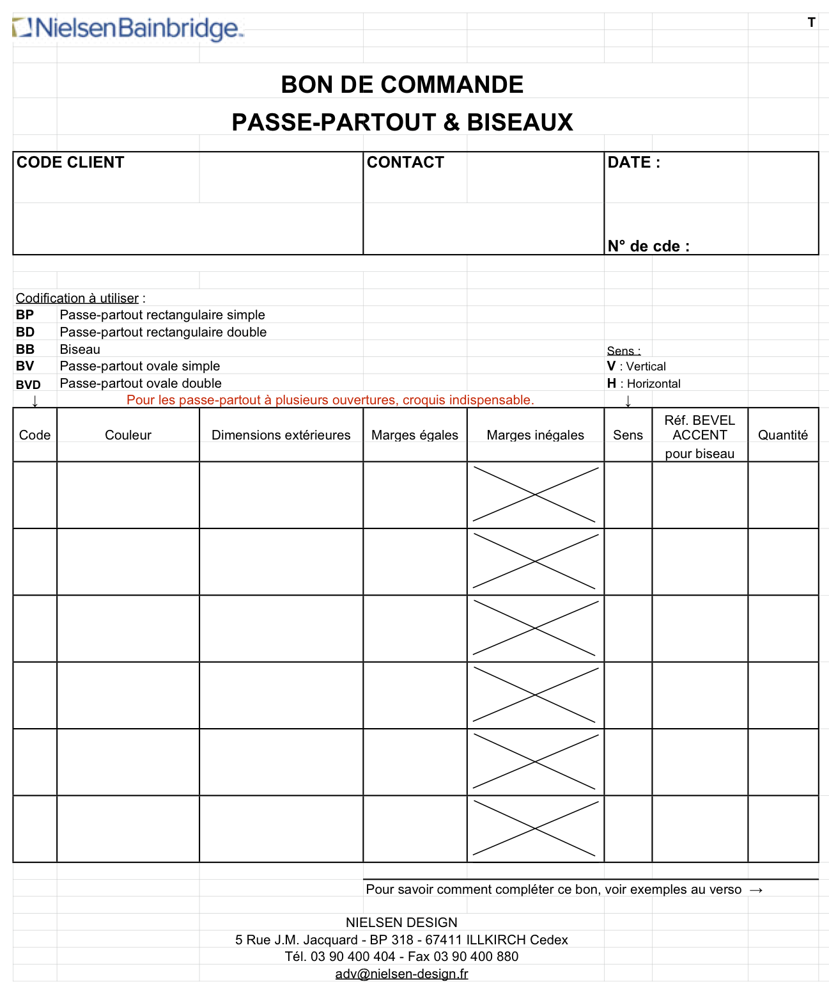 NielsenBainbridge™
T
BON DE COMMANDE
PASSE-PARTOUT & BISEAUX
CODE CLIENT
CONTACT
DATE :
N° de cde :
Codification à utiliser :
BP Passe-partout rectangulaire simple
BD Passe-partout rectangulaire double
BB Biseau
BV Passe-partout ovale simple
BVD Passe-partout ovale double
Sens :
V : Vertical
H : Horizontal
↓ Pour les passe-partout à plusieurs ouvertures, croquis indispensable. ↓
Code
Couleur
Dimensions extérieures
Marges égales
Marges inégales
Sens
Réf. BEVEL
ACCENT
pour biseau
Quantité
Pour savoir comment compléter ce bon, voir exemples au verso →
NIELSEN DESIGN
5 Rue J.M. Jacquard - BP 318 - 67411 ILLKIRCH Cedex
Tél. 03 90 400 404 - Fax 03 90 400 880
adv@nielsen-design.fr